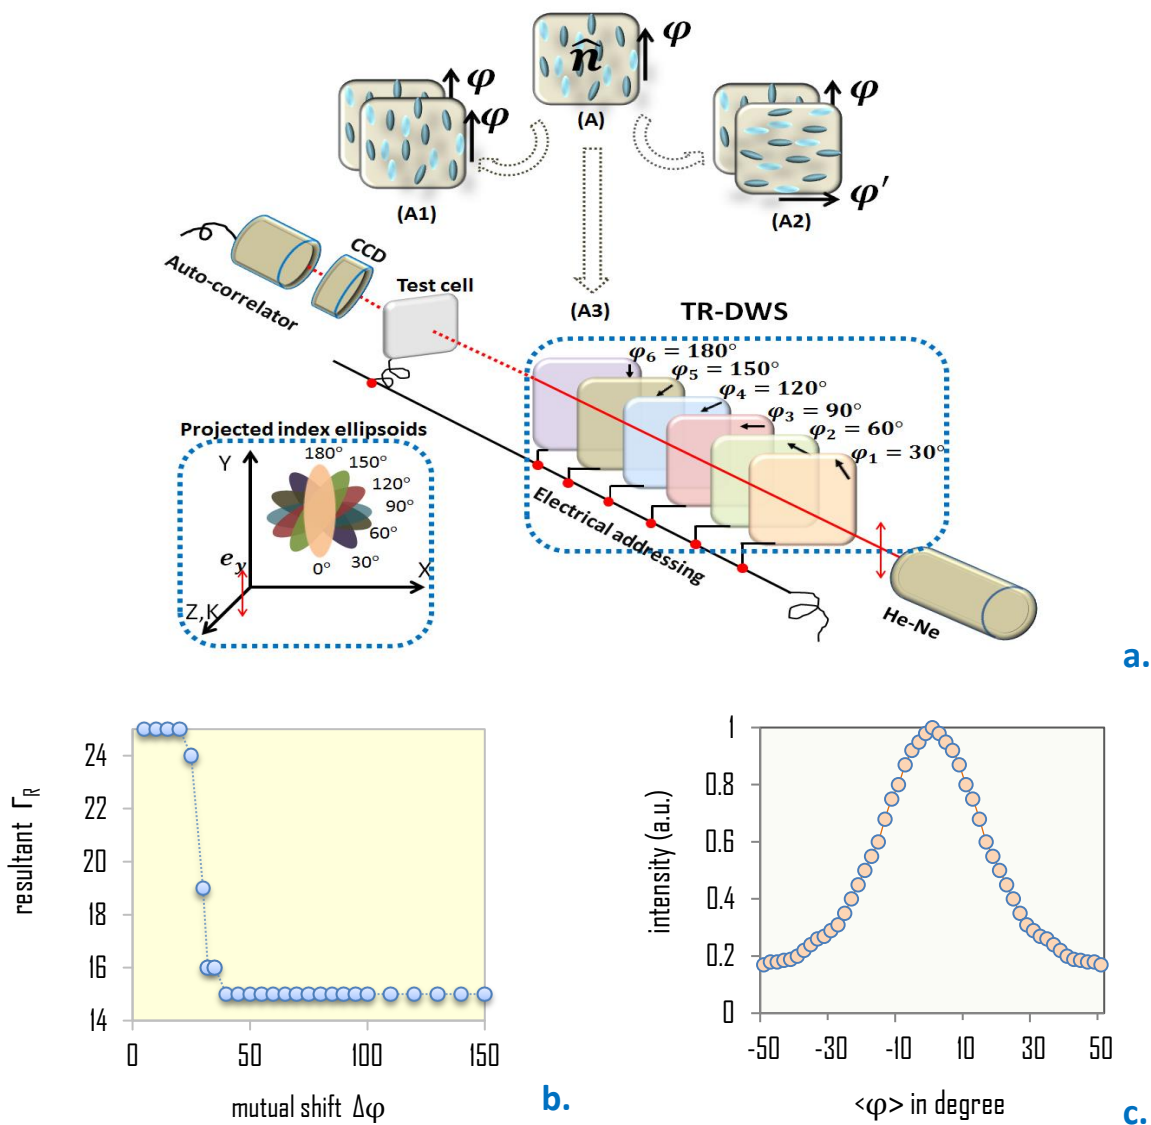 n̂
φ
(A)
φ
φ
(A1)
φ
φ′
(A2)
CCD
Auto-correlator
Test cell
(A3)
TR-DWS
φ₆ = 180°
φ₅ = 150°
φ₄ = 120°
φ₃ = 90°
φ₂ = 60°
φ₁ = 30°
Projected index ellipsoids
Y
180°
150°
120°
90°
60°
30°
0°
e_y
X
Z,K
Electrical addressing
He-Ne
a.
resultant Γ_R
24
22
20
18
16
14
0
50
100
150
mutual shift Δφ
b.
intensity (a.u.)
1
0.8
0.6
0.4
0.2
0
-50
-30
-10
10
30
50
<φ> in degree
c.